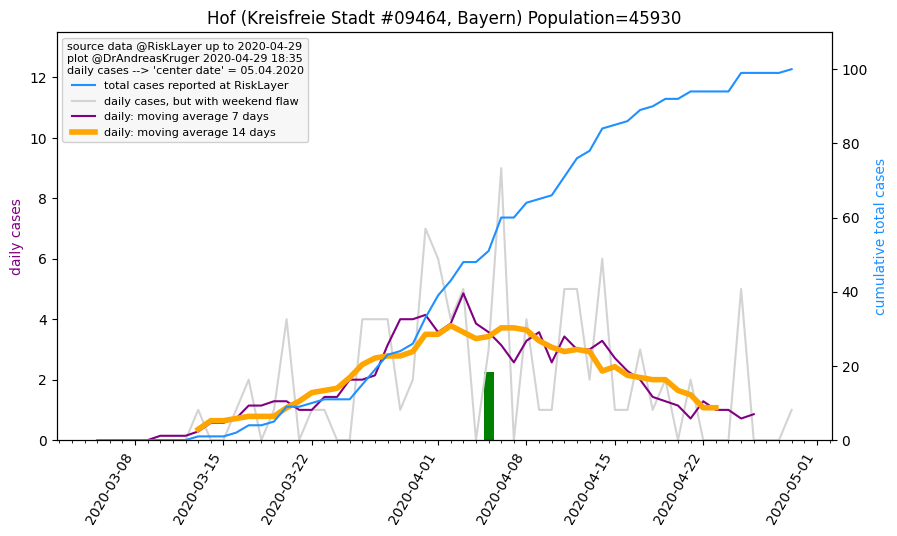 Hof (Kreisfreie Stadt #09464, Bayern) Population=45930
source data @RiskLayer up to 2020-04-29
plot @DrAndreasKruger 2020-04-29 18:35
daily cases --> 'center date' = 05.04.2020
total cases reported at RiskLayer
daily cases, but with weekend flaw
daily: moving average 7 days
daily: moving average 14 days
daily cases
12
10
8
6
4
2
0
100
80
60
40
20
0
cumulative total cases
2020-03-08
2020-03-15
2020-03-22
2020-04-01
2020-04-08
2020-04-15
2020-04-22
2020-05-01